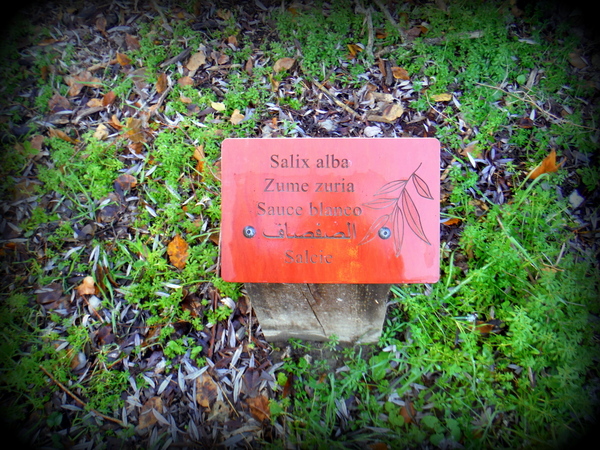 Salix alba
Zume zuria
Sauce blanco
الصفصاف
Salcie